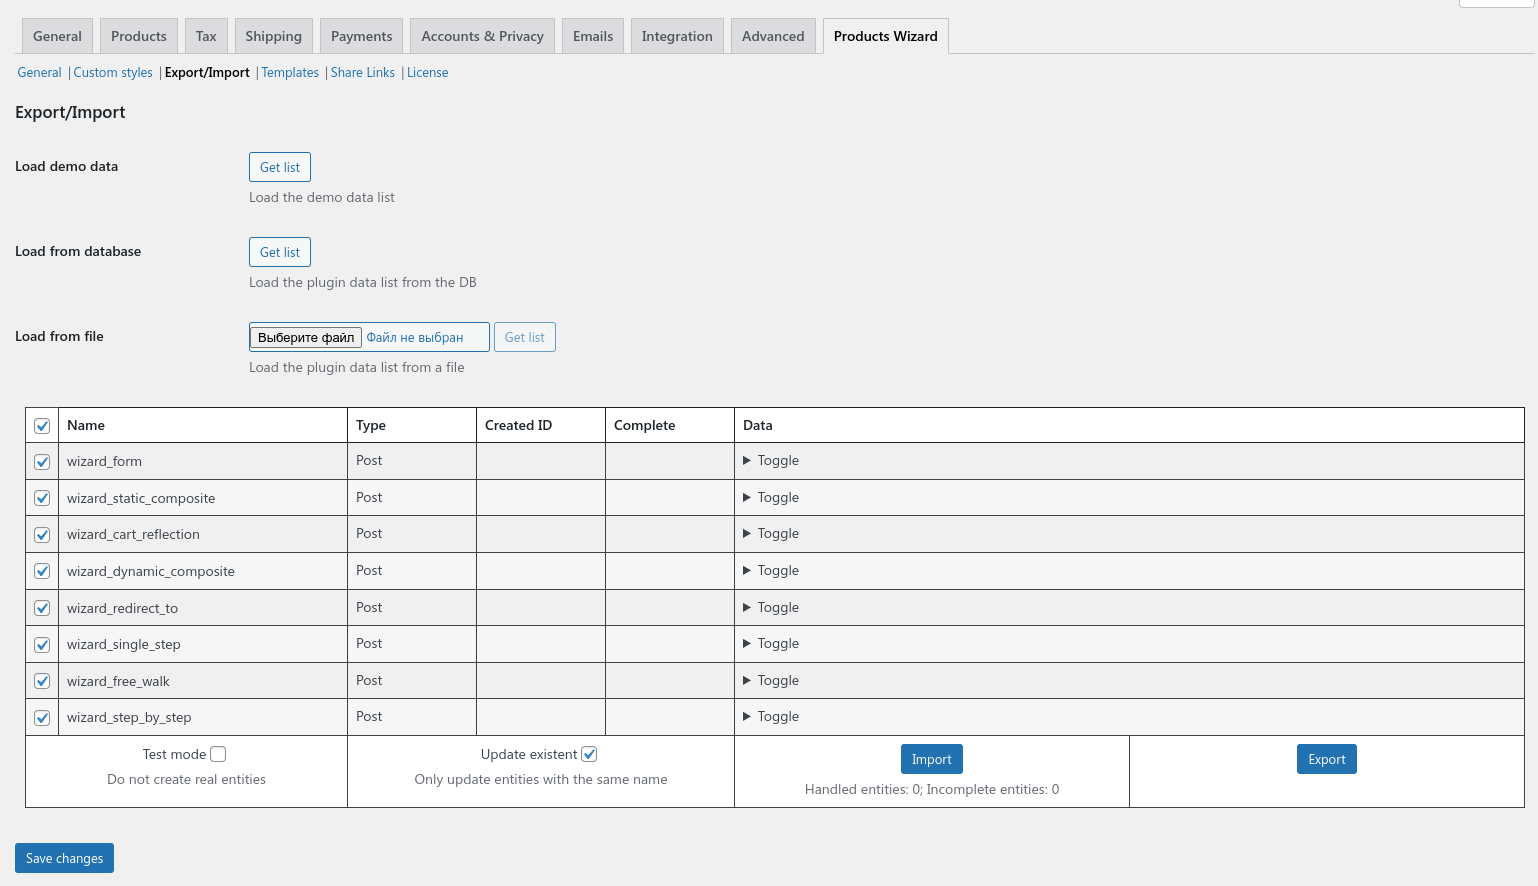 General Products Tax Shipping Payments Accounts & Privacy Emails Integration Advanced Products Wizard
General | Custom styles | Export/Import | Templates | Share Links | License
Export/Import
Load demo data Get list
Load the demo data list
Load from database Get list
Load the plugin data list from the DB
Load from file Выберите файл Файл не выбран Get list
Load the plugin data list from a file
Name Type Created ID Complete Data
wizard_form Post Toggle
wizard_static_composite Post Toggle
wizard_cart_reflection Post Toggle
wizard_dynamic_composite Post Toggle
wizard_redirect_to Post Toggle
wizard_single_step Post Toggle
wizard_free_walk Post Toggle
wizard_step_by_step Post Toggle
Test mode Update existent Import Export
Do not create real entities Only update entities with the same name Handled entities: 0; Incomplete entities: 0
Save changes